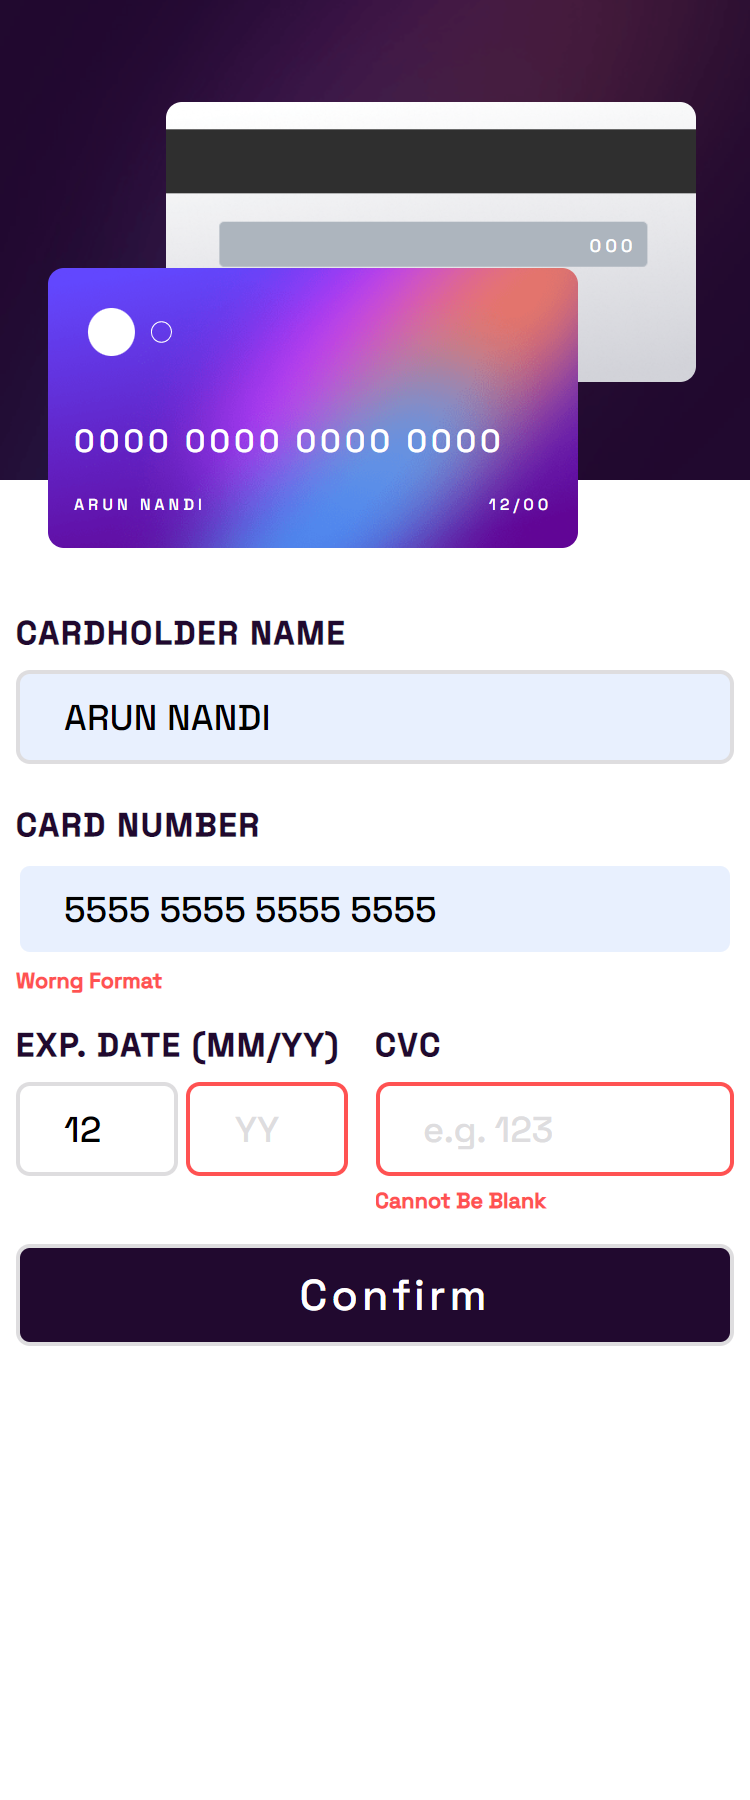 000
0000 0000 0000 0000
ARUN NANDI 12/00
CARDHOLDER NAME
ARUN NANDI
CARD NUMBER
5555 5555 5555 5555
Worng Format
EXP. DATE (MM/YY) CVC
12 YY e.g. 123
Cannot Be Blank
Confirm